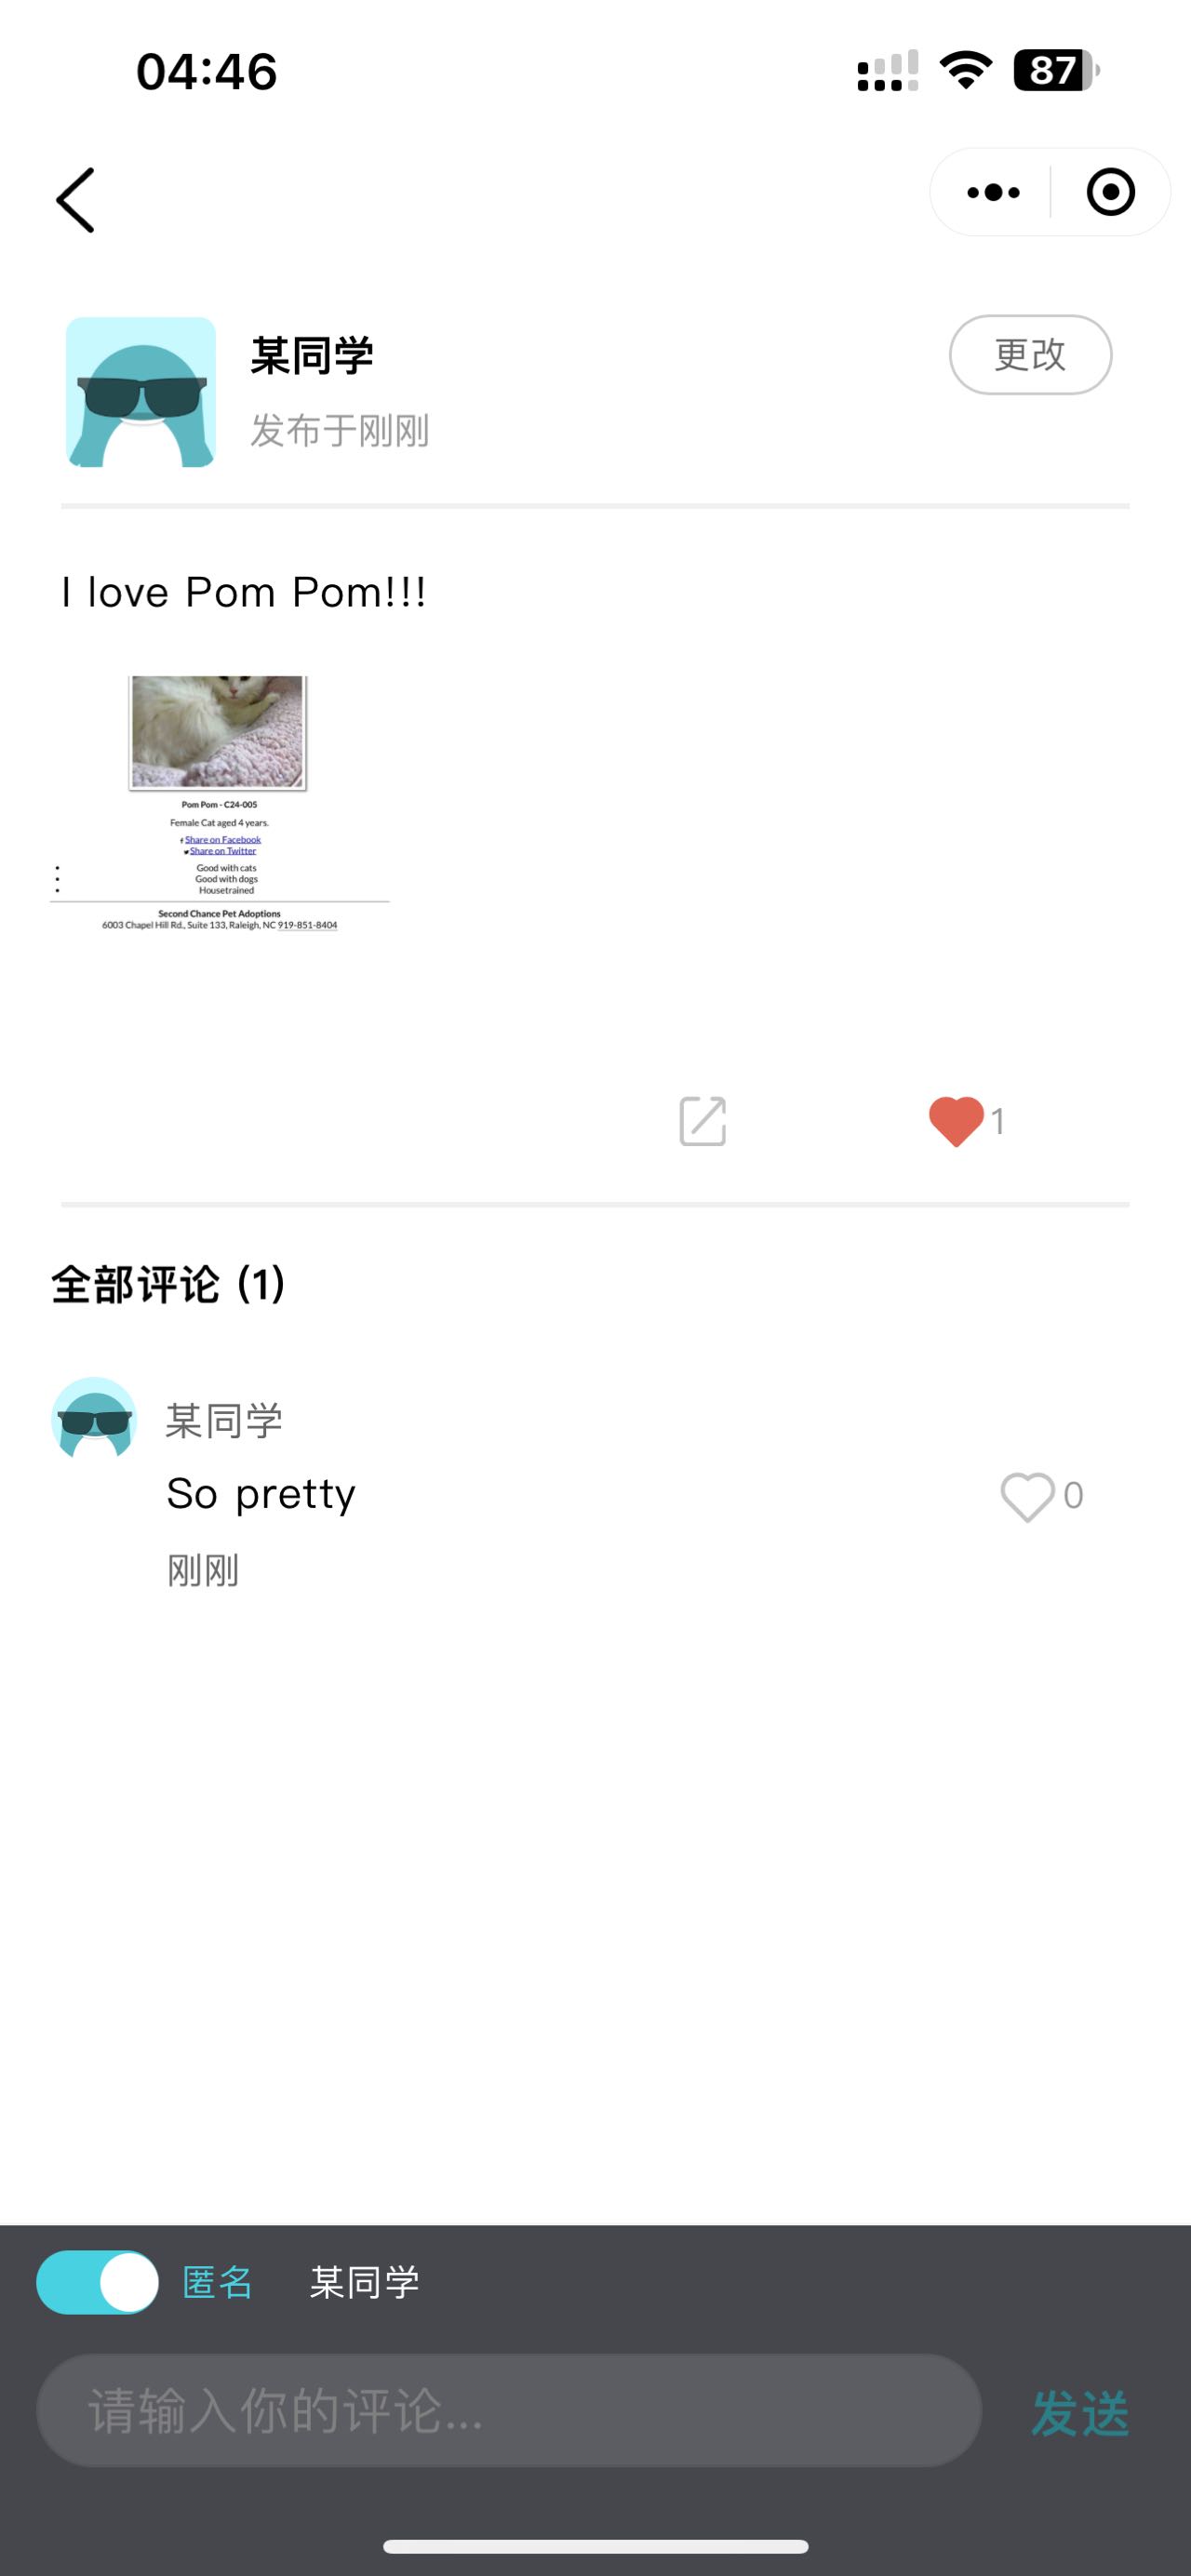 04:46
87
某同学
更改
发布于刚刚
I love Pom Pom!!!
Pom Pom - C24-005
Female Cat aged 4 years.
Share on Facebook
Share on Twitter
Good with cats
Good with dogs
Housetrained
Second Chance Pet Adoptions
6003 Chapel Hill Rd., Suite 133, Raleigh, NC 919-851-8404
1
全部评论 (1)
某同学
So pretty
0
刚刚
匿名 某同学
请输入你的评论...
发送